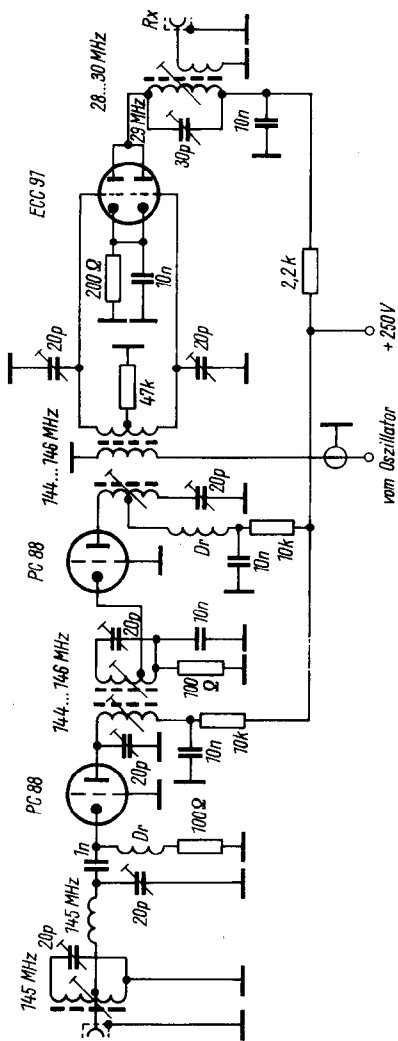 145 MHz
20p
145 MHz
1n
20p
Dr
100Ω
PC 88
20p
10n
10k
144...146 MHz
20p
100
Ω
10n
PC 88
Dr
10n
10k
20p
144...146 MHz
vom Oszillator
20p
47k
20p
200 Ω
10n
ECC 91
29 MHz
28...30 MHz
30p
10n
Rx
2,2 k
+250V